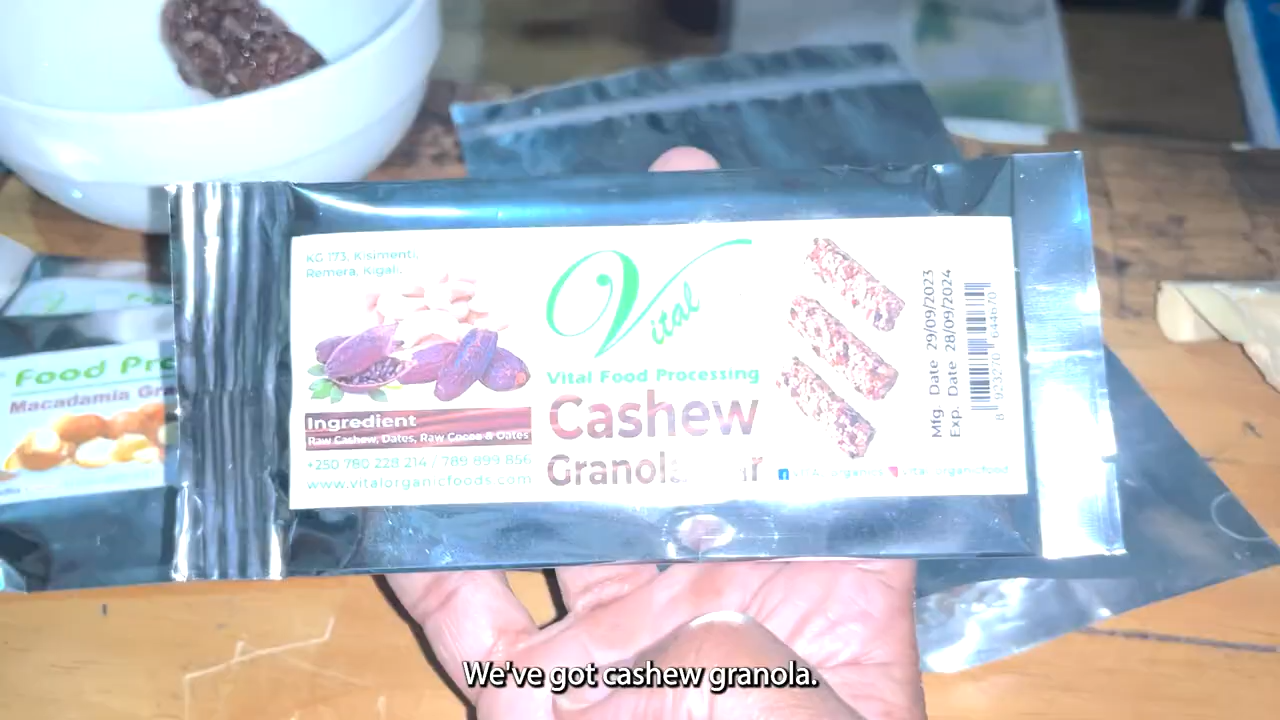 KG 173, Kisimenti,
Remera, Kigali.
Vital
Vital Food Processing
Cashew
Granola
Ingredient
Raw Cashew, Dates, Raw Cocoa & Oates
+250 780 228 214 / 789 899 856
www.vitalorganicfoods.com
Mfg. Date 29/09/2023
Exp. Date 28/09/2024
Food Pro
Macadamia Gra
We've got cashew granola.